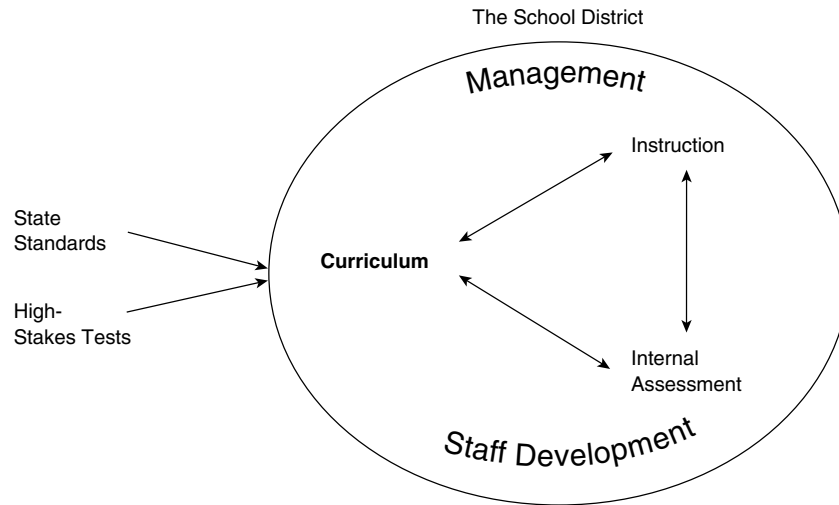 The School District
Management
Instruction
State
Standards
Curriculum
High-
Stakes Tests
Internal
Assessment
Staff Development